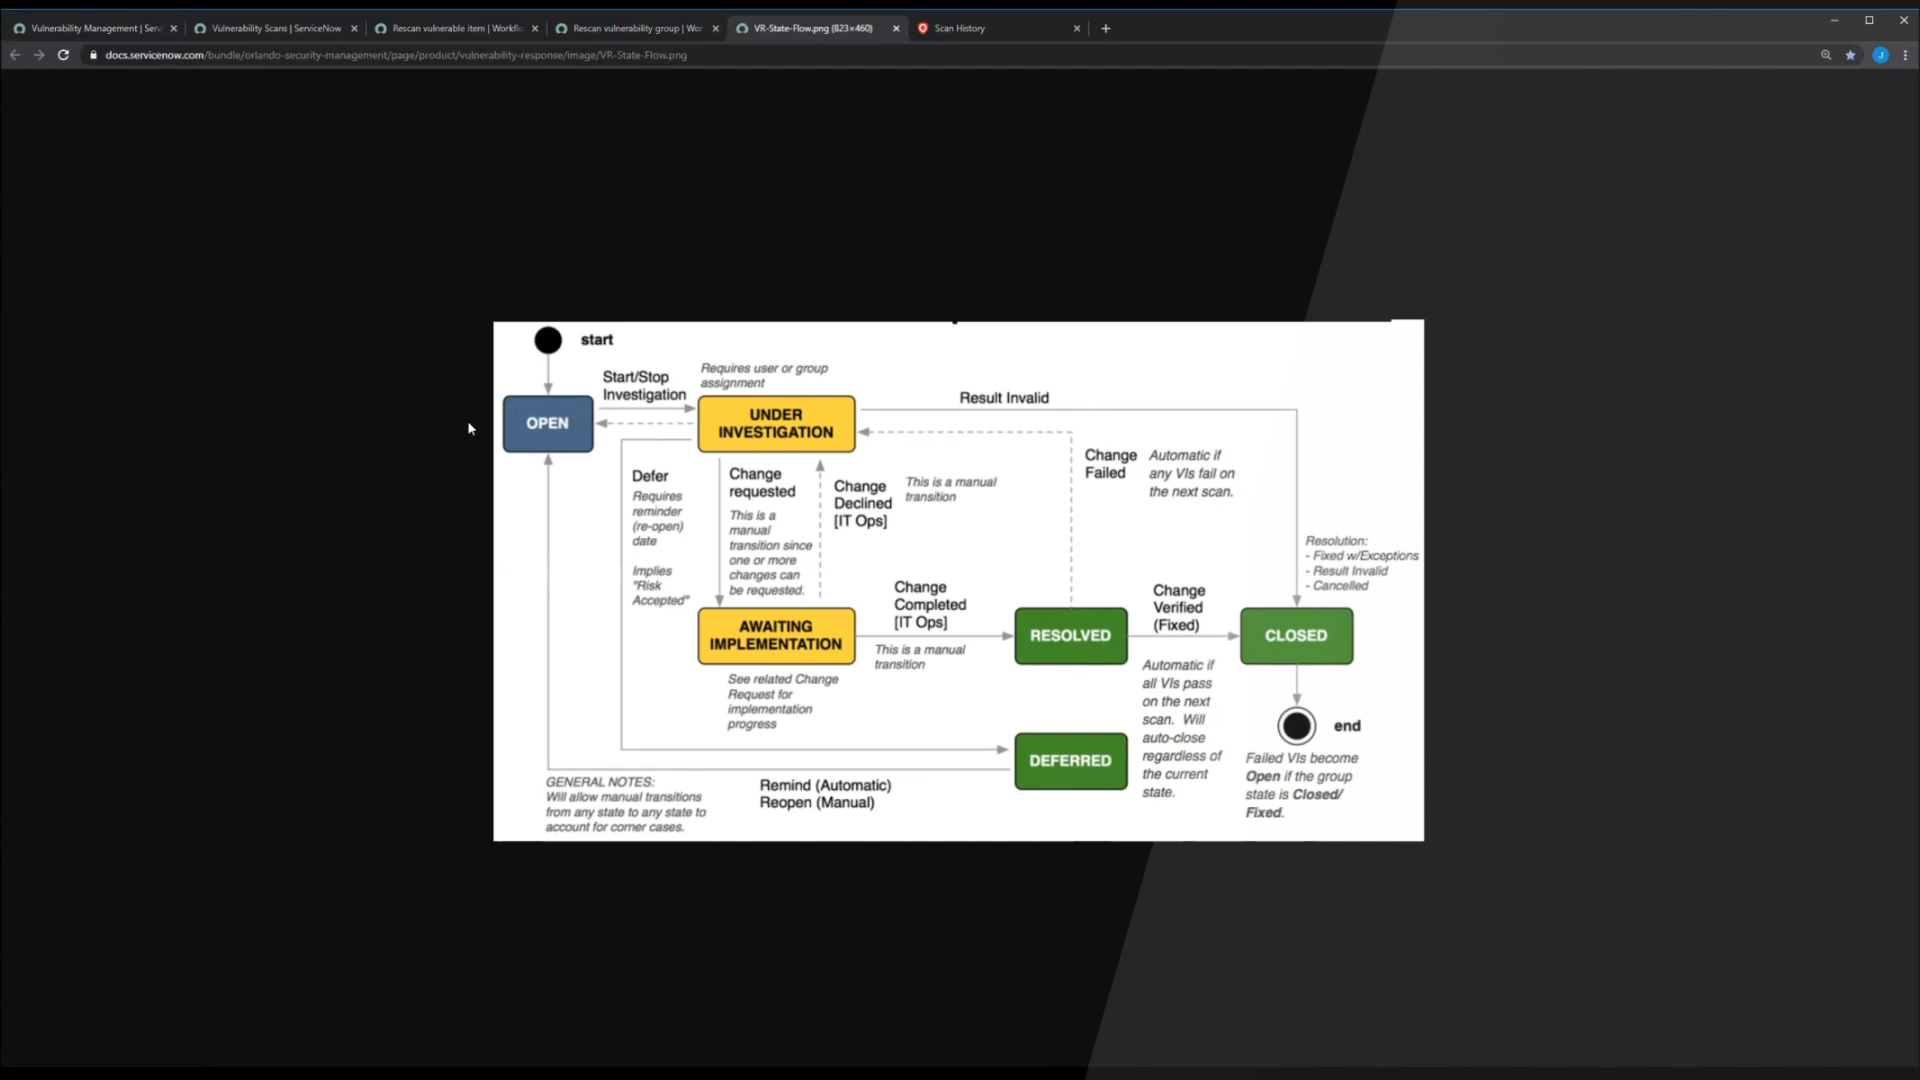 Vulnerability Management | Serv
Vulnerability Scans | ServiceNow
Rescan vulnerable item | Workflo
Rescan vulnerability group | Wor
VR-State-Flow.png (823×460)
Scan History
docs.servicenow.com/bundle/orlando-security-management/page/product/vulnerability-response/image/VR-State-Flow.png
J
start
Start/Stop
Investigation
Requires user or group
assignment
OPEN
UNDER
INVESTIGATION
Result Invalid
Defer
Requires
reminder
(re-open)
date
Implies
"Risk
Accepted"
Change
requested
This is a
manual
transition since
one or more
changes can
be requested.
Change
Declined
[IT Ops]
This is a manual
transition
Change
Failed
Automatic if
any VIs fail on
the next scan.
Resolution:
- Fixed w/Exceptions
- Result Invalid
- Cancelled
AWAITING
IMPLEMENTATION
See related Change
Request for
implementation
progress
Change
Completed
[IT Ops]
This is a manual
transition
RESOLVED
Change
Verified
(Fixed)
Automatic if
all VIs pass
on the next
scan. Will
auto-close
regardless of
the current
state.
CLOSED
end
Failed VIs become
Open if the group
state is Closed/
Fixed.
DEFERRED
Remind (Automatic)
Reopen (Manual)
GENERAL NOTES:
Will allow manual transitions
from any state to any state to
account for corner cases.